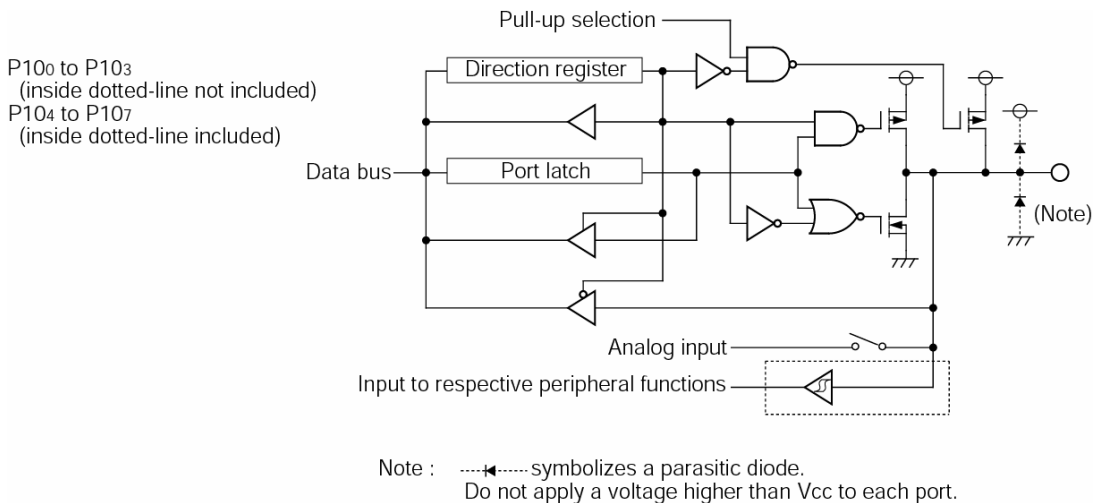 Pull-up selection
P100 to P103
(inside dotted-line not included)
P104 to P107
(inside dotted-line included)
Direction register
Data bus
Port latch
(Note)
Analog input
Input to respective peripheral functions
Note : symbolizes a parasitic diode.
Do not apply a voltage higher than Vcc to each port.